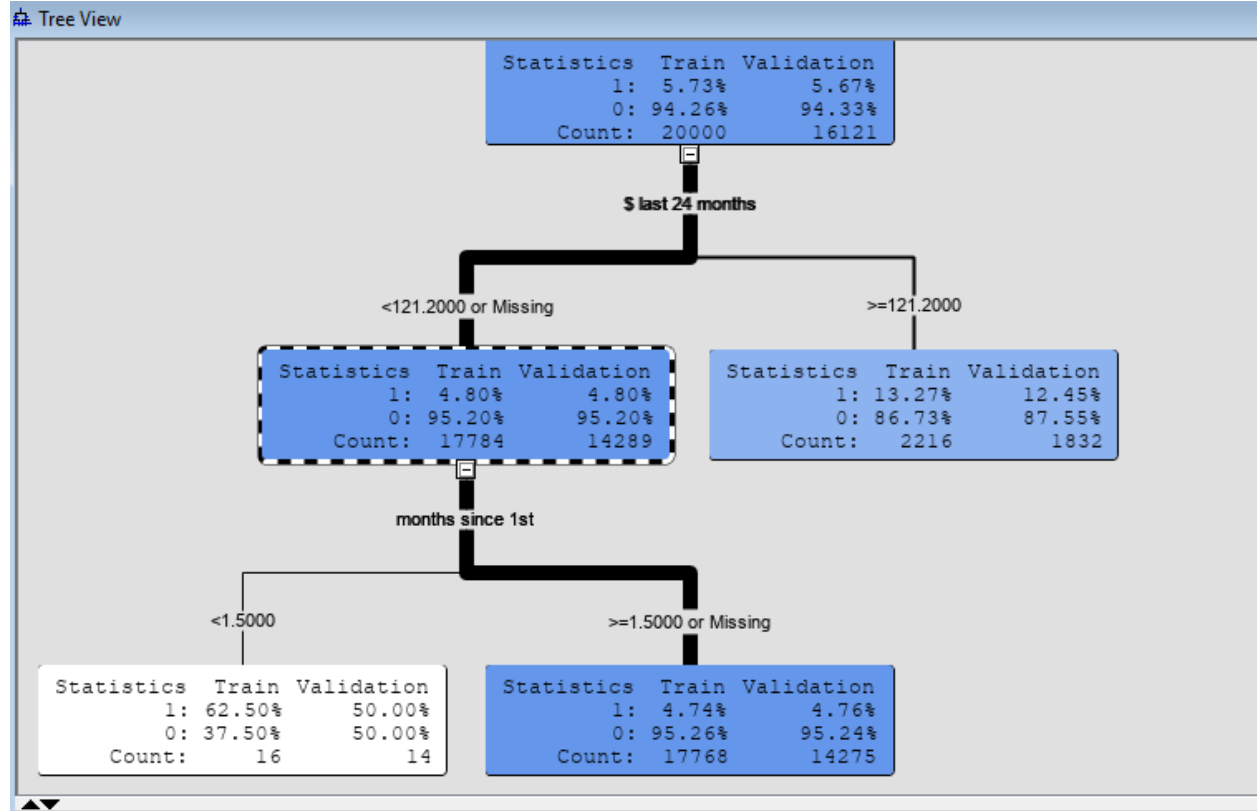 Tree View
Statistics Train Validation
1: 5.73% 5.67%
0: 94.26% 94.33%
Count: 20000 16121
$ last 24 months
<121.2000 or Missing
>=121.2000
Statistics Train Validation
1: 4.80% 4.80%
0: 95.20% 95.20%
Count: 17784 14289
Statistics Train Validation
1: 13.27% 12.45%
0: 86.73% 87.55%
Count: 2216 1832
months since 1st
<1.5000
>=1.5000 or Missing
Statistics Train Validation
1: 62.50% 50.00%
0: 37.50% 50.00%
Count: 16 14
Statistics Train Validation
1: 4.74% 4.76%
0: 95.26% 95.24%
Count: 17768 14275